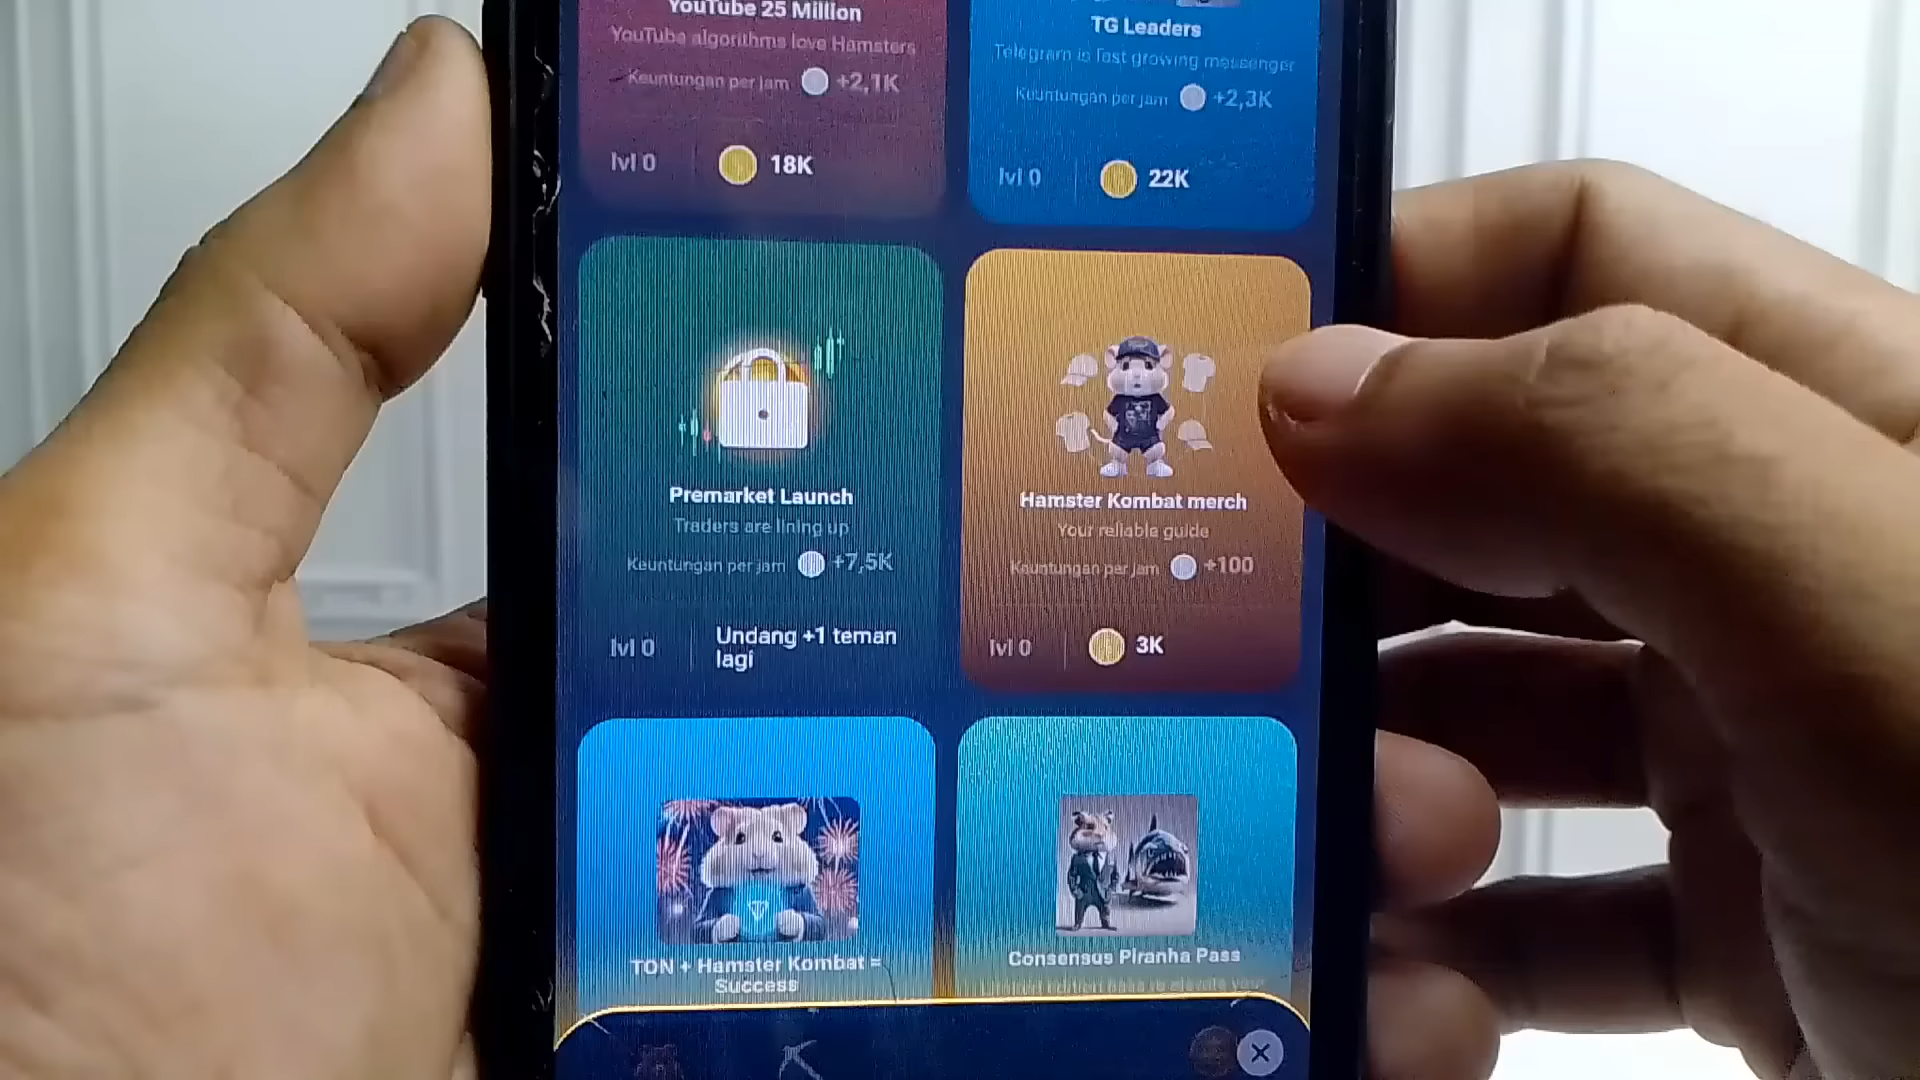 YouTube 25 Million
YouTube algorithms love Hamsters
Keuntungan per jam +2,1K
lvl 0 18K
TG Leaders
Telegram is fast growing messenger
Keuntungan per jam +2,3K
lvl 0 22K
Premarket Launch
Traders are lining up
Keuntungan per jam +7,5K
lvl 0 Undang +1 teman
lagi
Hamster Kombat merch
Your reliable guide
Keuntungan per jam +100
lvl 0 3K
TON + Hamster Kombat =
Success
Consensus Piranha Pass